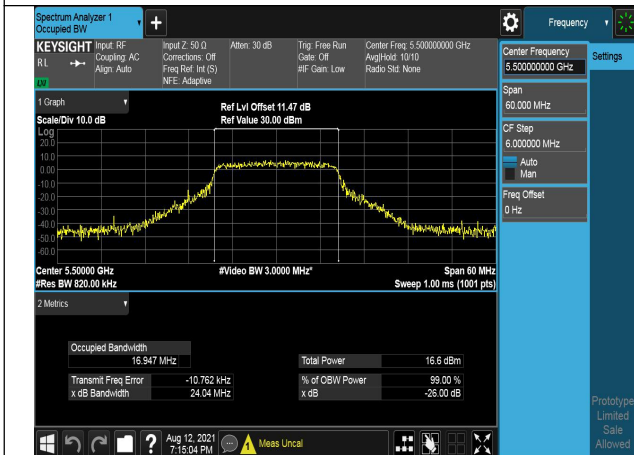 Spectrum Analyzer 1
Occupied BW
+
Frequency
KEYSIGHT
R L
LXI
Input: RF
Coupling: AC
Align: Auto
Input Z: 50 Ω
Corrections: Off
Freq Ref: Int (S)
NFE: Adaptive
Atten: 30 dB
Trig: Free Run
Gate: Off
#IF Gain: Low
Center Freq: 5.500000000 GHz
Avg|Hold: 10/10
Radio Std: None
Center Frequency
5.500000000 GHz
Settings
Span
60.000 MHz
CF Step
6.000000 MHz
Auto
Man
Freq Offset
0 Hz
1 Graph
Scale/Div 10.0 dB
Ref Lvl Offset 11.47 dB
Ref Value 30.00 dBm
Log
20.0
10.0
0.00
-10.0
-20.0
-30.0
-40.0
-50.0
-60.0
Center 5.50000 GHz
#Res BW 820.00 kHz
#Video BW 3.0000 MHz*
Span 60 MHz
Sweep 1.00 ms (1001 pts)
2 Metrics
Occupied Bandwidth
16.947 MHz
Total Power 16.6 dBm
Transmit Freq Error -10.762 kHz
% of OBW Power 99.00 %
x dB Bandwidth 24.04 MHz
x dB -26.00 dB
Prototype
Limited
Sale
Allowed
?
Aug 12, 2021
7:15:04 PM
Meas Uncal